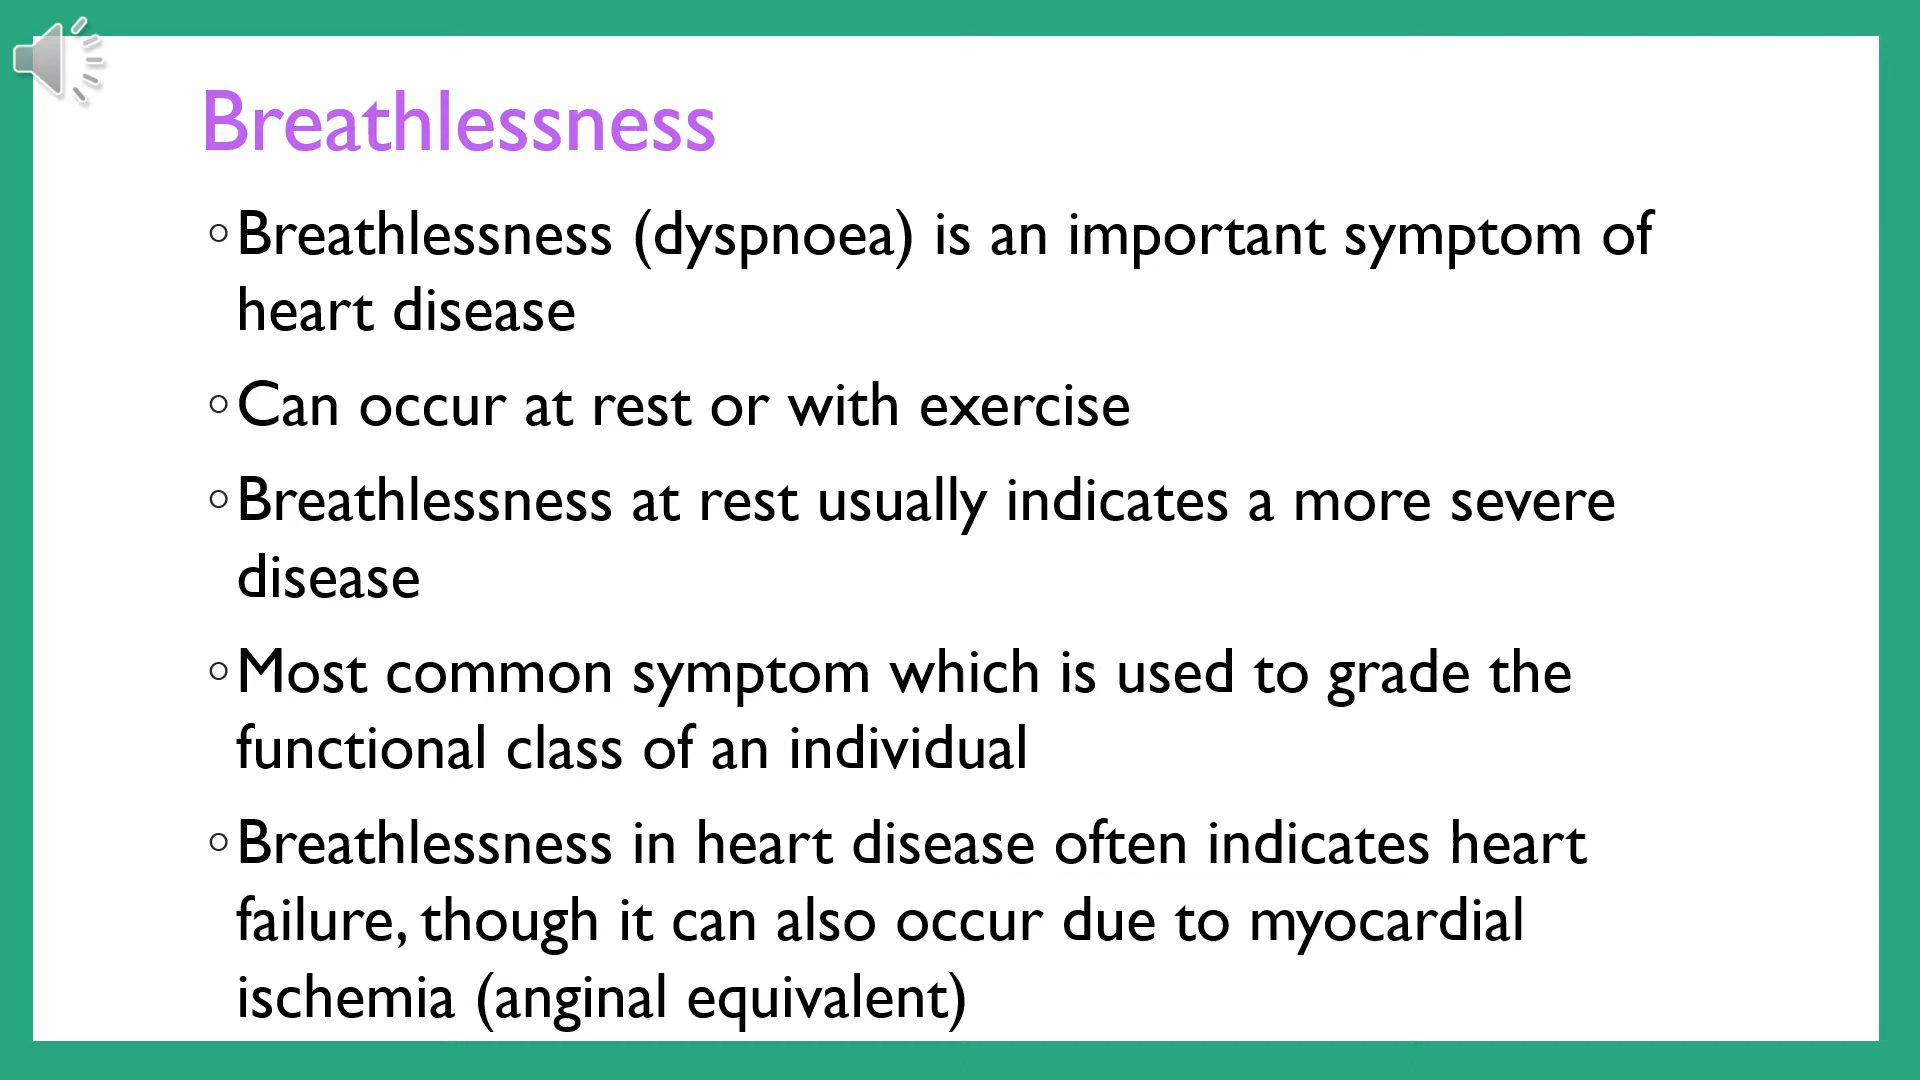 Breathlessness
◦Breathlessness (dyspnoea) is an important symptom of
heart disease
◦Can occur at rest or with exercise
◦Breathlessness at rest usually indicates a more severe
disease
◦Most common symptom which is used to grade the
functional class of an individual
◦Breathlessness in heart disease often indicates heart
failure, though it can also occur due to myocardial
ischemia (anginal equivalent)